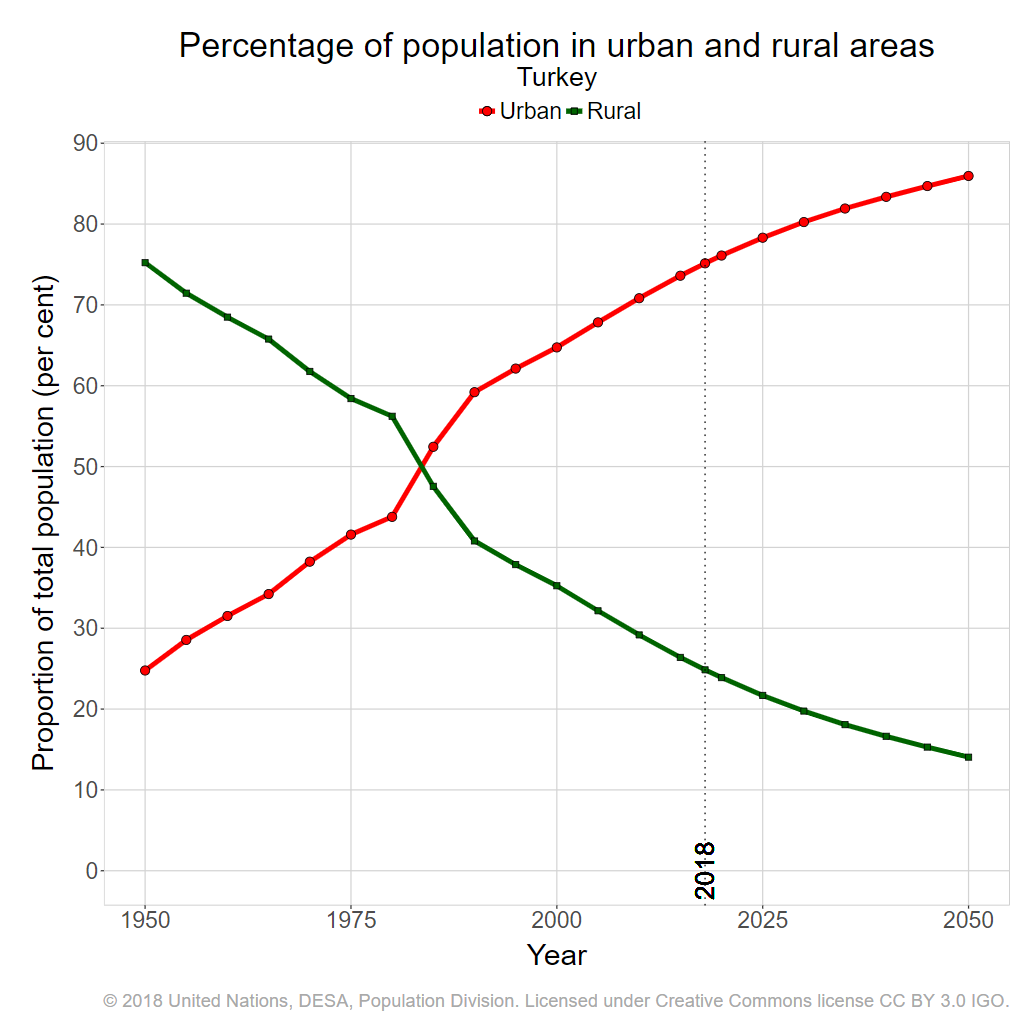 Percentage of population in urban and rural areas
Turkey
Urban Rural
90
80
70
60
50
40
30
20
10
0
Proportion of total population (per cent)
2018
1950 1975 2000 2025 2050
Year
© 2018 United Nations, DESA, Population Division. Licensed under Creative Commons license CC BY 3.0 IGO.